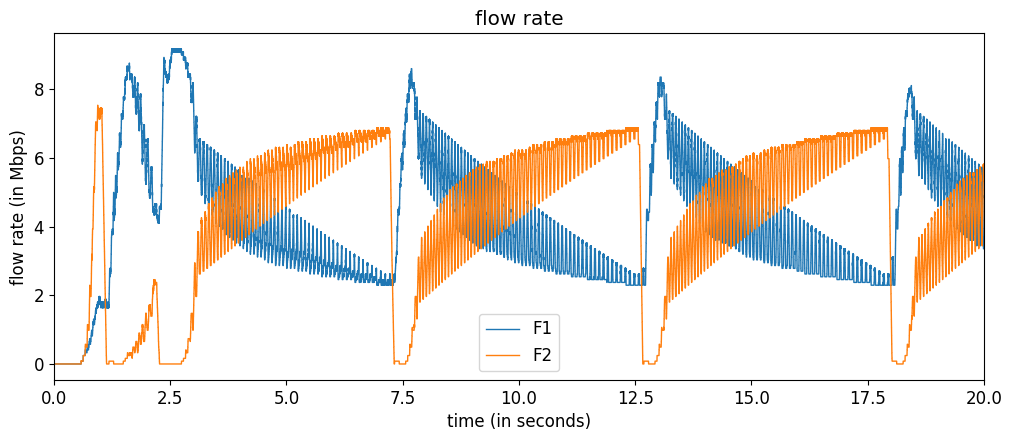 flow rate
flow rate (in Mbps)
8
6
4
2
0
F1
F2
0.0 2.5 5.0 7.5 10.0 12.5 15.0 17.5 20.0
time (in seconds)